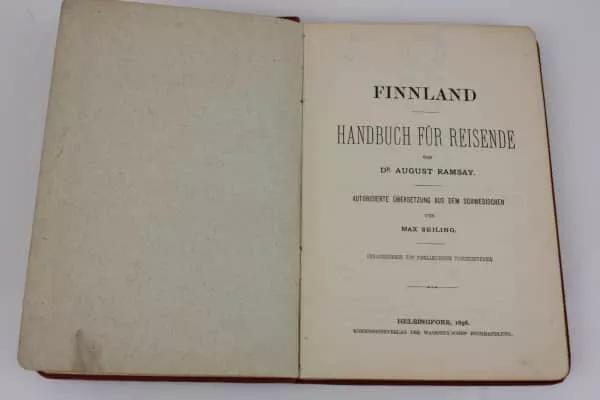 FINNLAND
HANDBUCH FÜR REISENDE
VON
DR AUGUST RAMSAY.
AUTORISIERTE ÜBERSETZUNG AUS DEM SCHWEDISCHEN
VON
MAX SEILING.
HELSINGFORS, 1898.